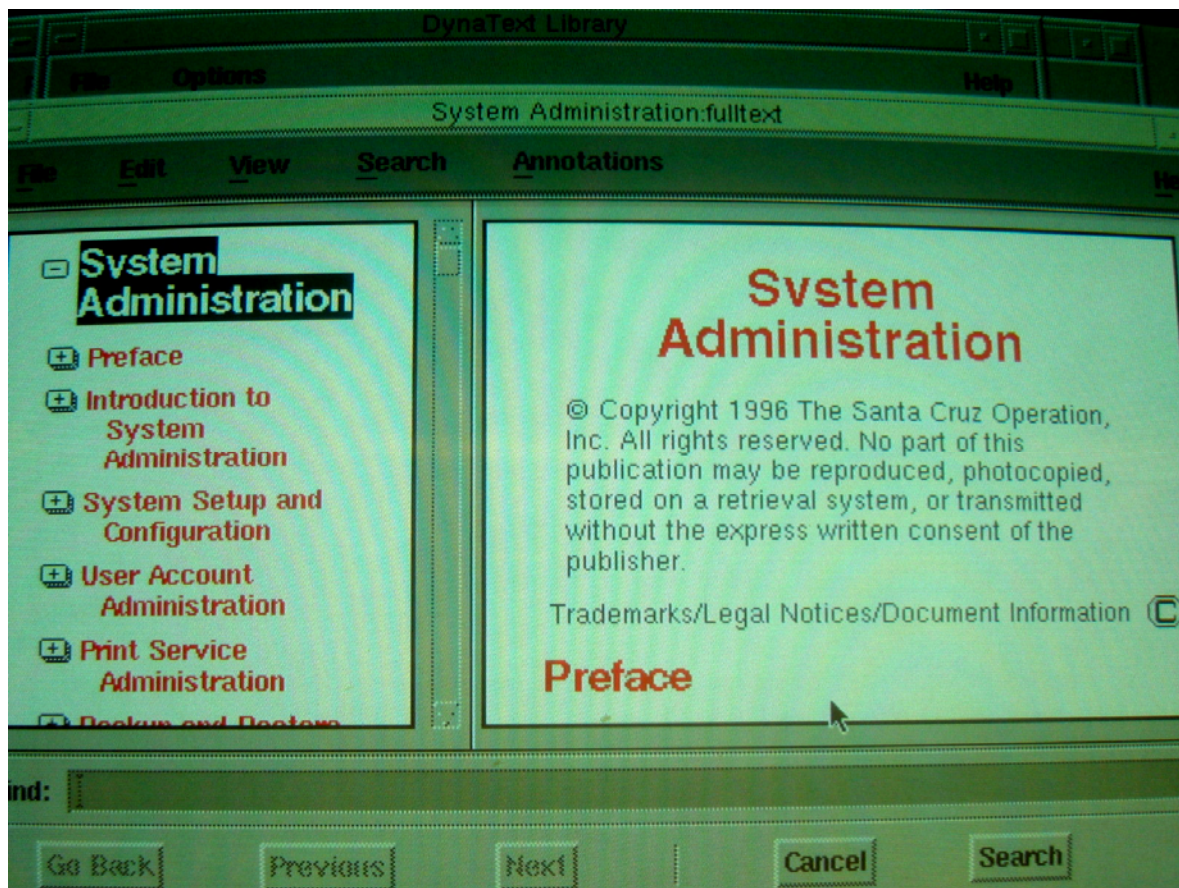 DynaText Library
File Options Help
System Administration:fulltext
File Edit View Search Annotations
System
Administration
Preface
Introduction to
System
Administration
System Setup and
Configuration
User Account
Administration
Print Service
Administration
Backup and Restore
System
Administration
© Copyright 1996 The Santa Cruz Operation,
Inc. All rights reserved. No part of this
publication may be reproduced, photocopied,
stored on a retrieval system, or transmitted
without the express written consent of the
publisher.
Trademarks/Legal Notices/Document Information
Preface
ind:
Go Back Previous Next Cancel Search